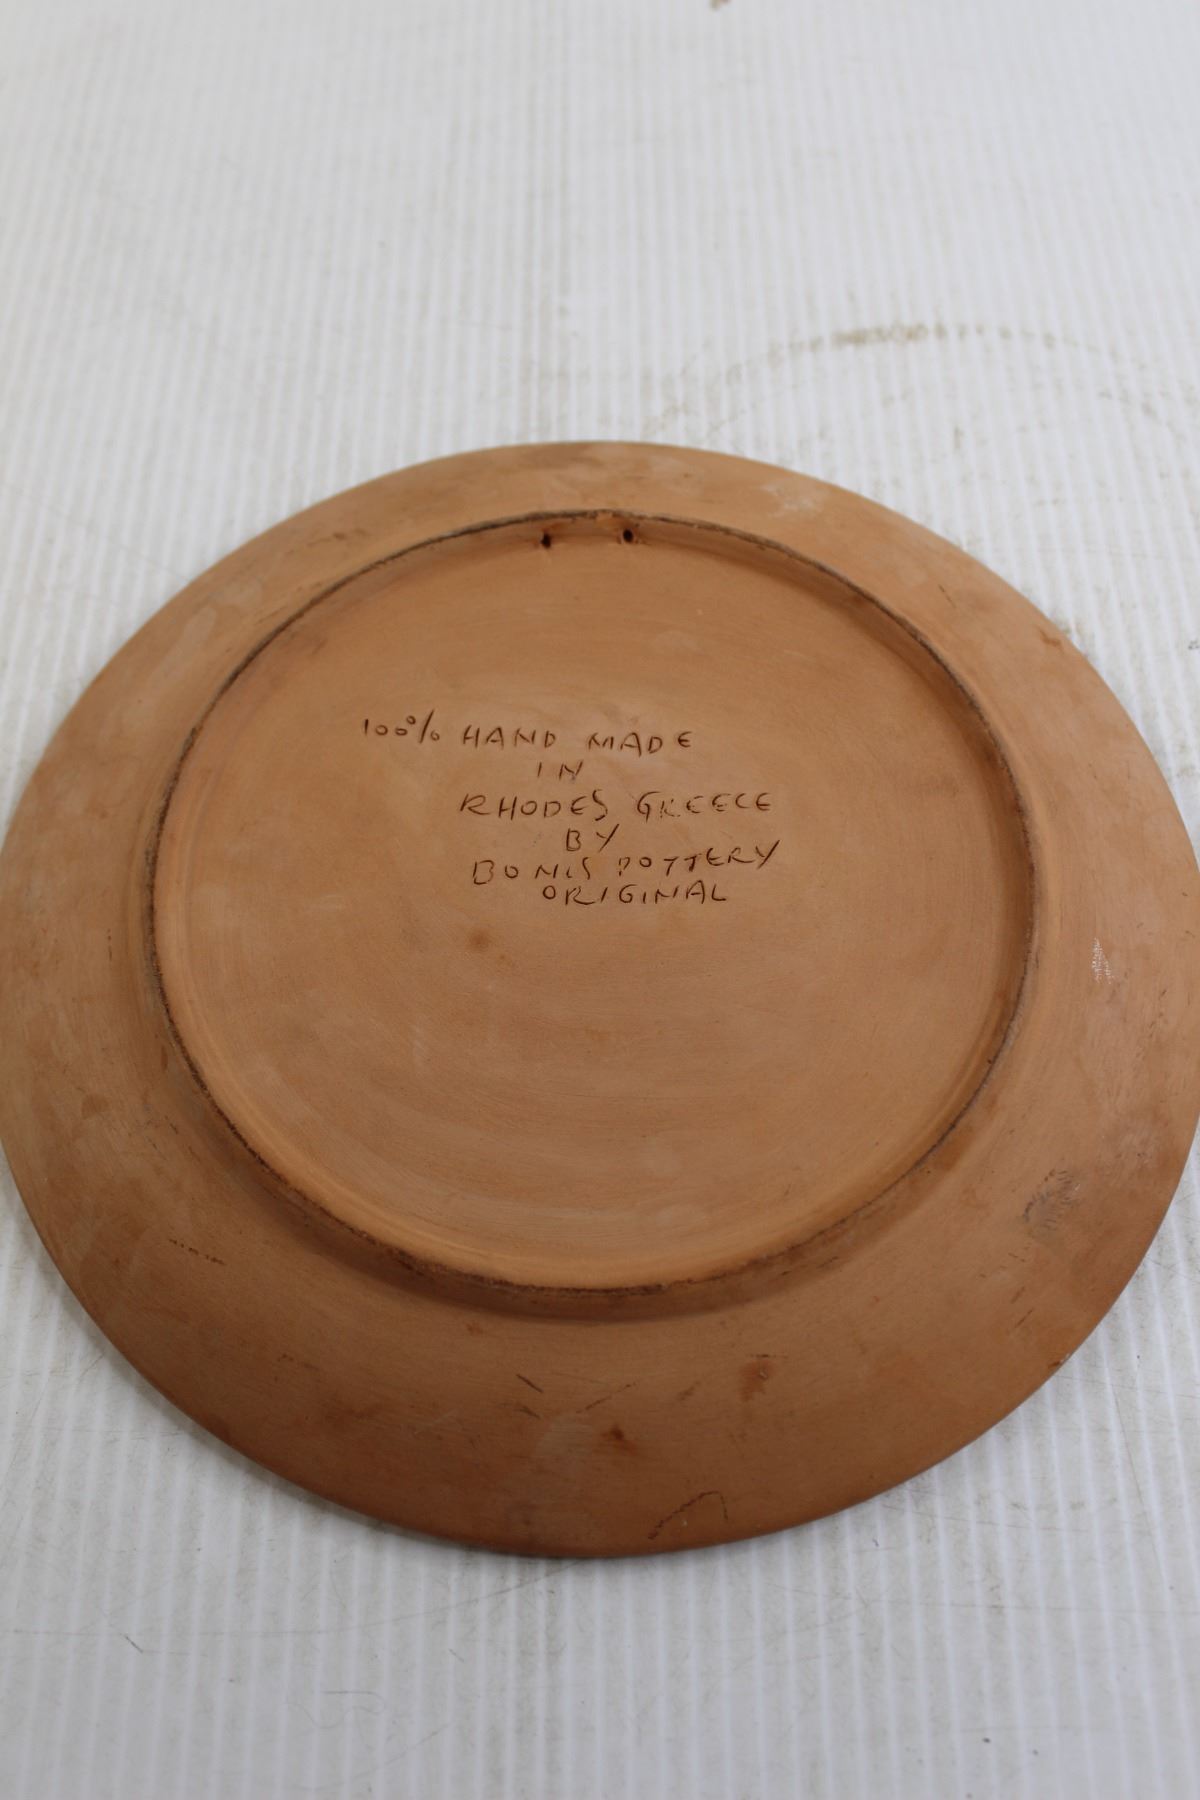 100% HAND MADE
IN
RHODES GREECE
BY
BONIS POTTERY
ORIGINAL